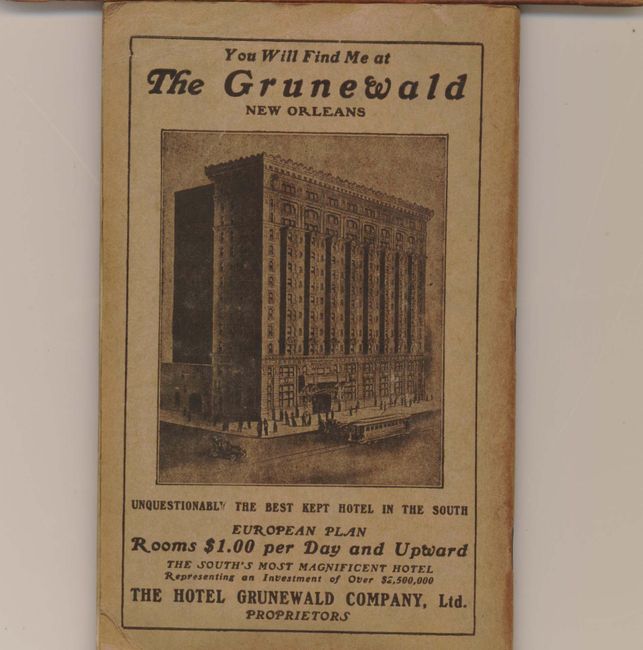 You Will Find Me at
The Grunewald
NEW ORLEANS
UNQUESTIONABLY THE BEST KEPT HOTEL IN THE SOUTH
EUROPEAN PLAN
Rooms $1.00 per Day and Upward
THE SOUTH'S MOST MAGNIFICENT HOTEL
Representing an Investment of Over $2,500,000
THE HOTEL GRUNEWALD COMPANY, Ltd.
PROPRIETORS